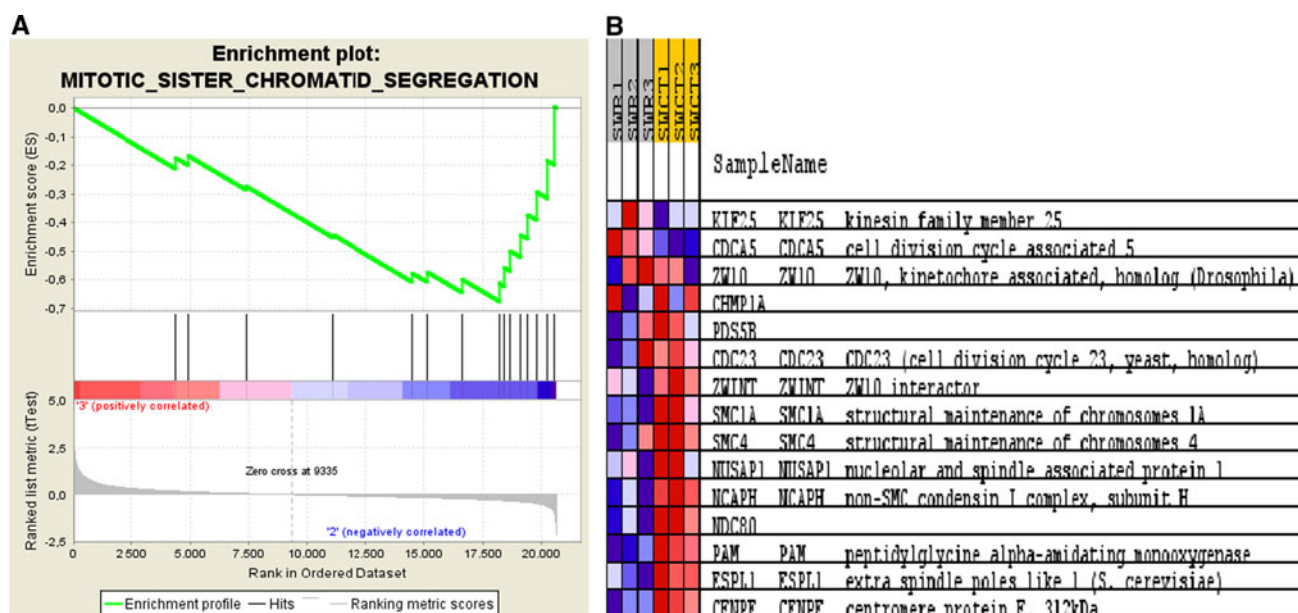 A
Enrichment plot:
MITOTIC_SISTER_CHROMATID_SEGREGATION
Enrichment score (ES)
0,0
-0,1
-0,2
-0,3
-0,4
-0,5
-0,6
-0,7
'3' (positively correlated)
Ranked list metric (tTest)
5,0
2,5
0,0
-2,5
Zero cross at 9335
'2' (negatively correlated)
0 2.500 5.000 7.500 10.000 12.500 15.000 17.500 20.000
Rank in Ordered Dataset
Enrichment profile Hits Ranking metric scores
B
SWR1 SWR2 SWR3 SWCT1 SWCT2 SWCT3
SampleName
KIF25 KIF25 kinesin family member 25
CDCA5 CDCA5 cell division cycle associated 5
ZW10 ZW10 ZW10, kinetochore associated, homolog (Drosophila)
CHMP1A
PDS5B
CDC23 CDC23 CDC23 (cell division cycle 23, yeast, homolog)
ZWINT ZWINT ZW10 interactor
SMC1A SMC1A structural maintenance of chromosomes 1A
SMC4 SMC4 structural maintenance of chromosomes 4
NUSAP1 NUSAP1 nucleolar and spindle associated protein 1
NCAPH NCAPH non-SMC condensin I complex, subunit H
NDC80
PAM PAM peptidylglycine alpha-amidating monooxygenase
ESPL1 ESPL1 extra spindle poles like 1 (S. cerevisiae)
CENPE CENPE centromere protein E, 312kDa